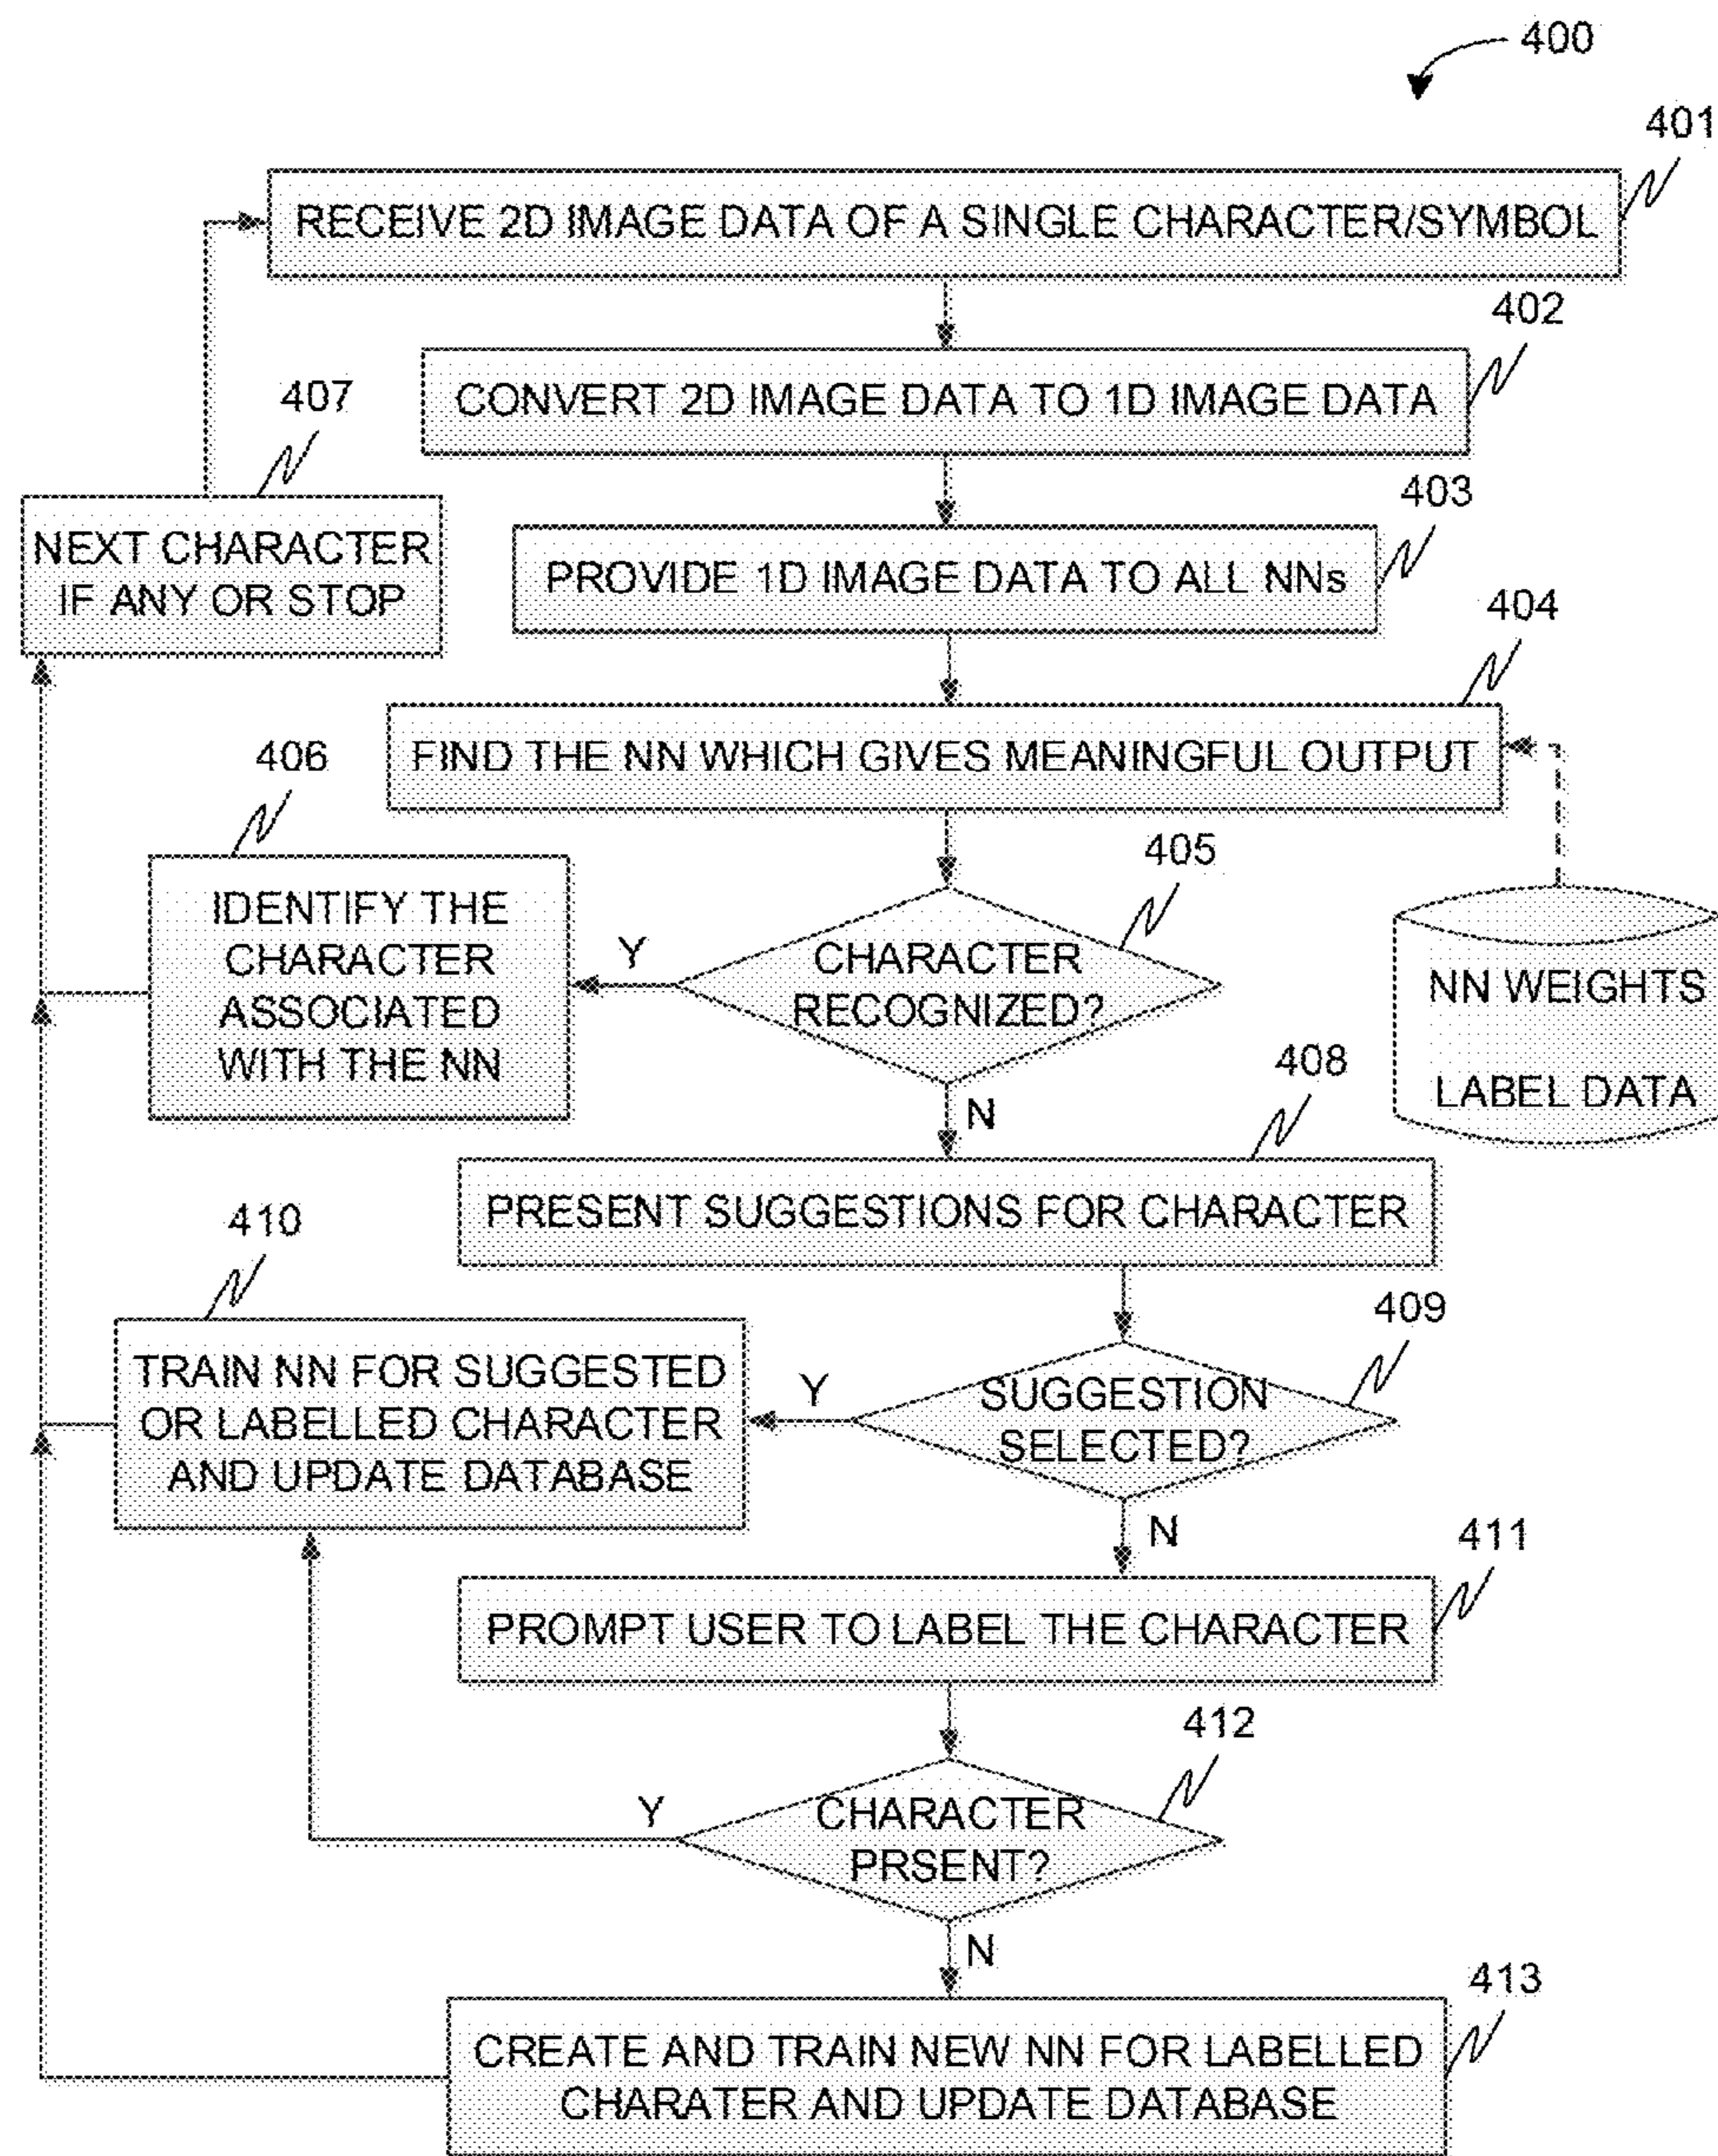 400
401
RECEIVE 2D IMAGE DATA OF A SINGLE CHARACTER/SYMBOL
402
CONVERT 2D IMAGE DATA TO 1D IMAGE DATA
407
NEXT CHARACTER
IF ANY OR STOP
403
PROVIDE 1D IMAGE DATA TO ALL NNs
404
FIND THE NN WHICH GIVES MEANINGFUL OUTPUT
406
IDENTIFY THE
CHARACTER
ASSOCIATED
WITH THE NN
405
Y
CHARACTER
RECOGNIZED?
N
NN WEIGHTS
LABEL DATA
408
PRESENT SUGGESTIONS FOR CHARACTER
410
TRAIN NN FOR SUGGESTED
OR LABELLED CHARACTER
AND UPDATE DATABASE
409
Y
SUGGESTION
SELECTED?
N
411
PROMPT USER TO LABEL THE CHARACTER
412
Y
CHARACTER
PRSENT?
N
413
CREATE AND TRAIN NEW NN FOR LABELLED
CHARATER AND UPDATE DATABASE